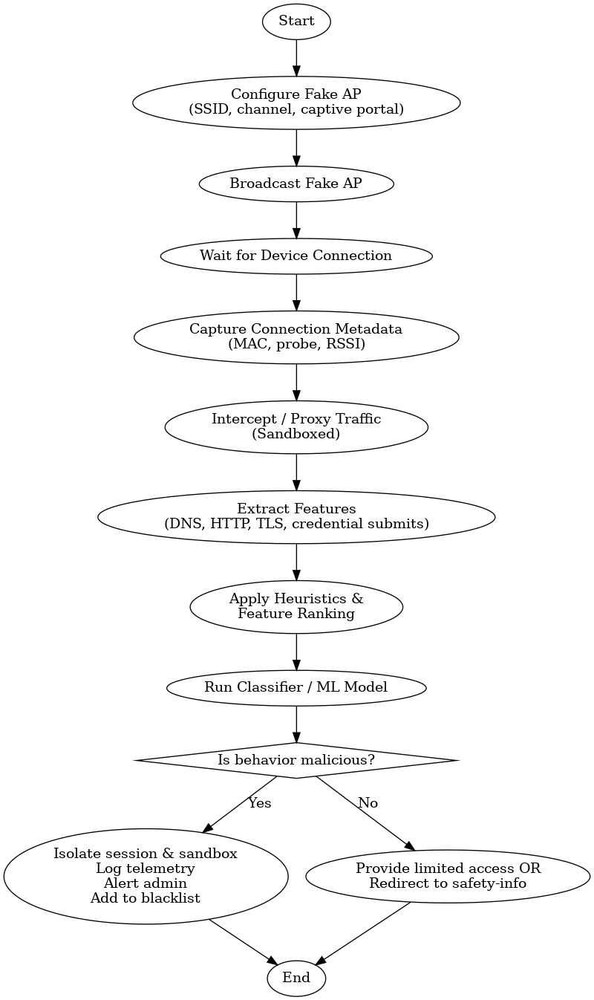 Start
Configure Fake AP
(SSID, channel, captive portal)
Broadcast Fake AP
Wait for Device Connection
Capture Connection Metadata
(MAC, probe, RSSI)
Intercept / Proxy Traffic
(Sandboxed)
Extract Features
(DNS, HTTP, TLS, credential submits)
Apply Heuristics &
Feature Ranking
Run Classifier / ML Model
Is behavior malicious?
Yes
No
Isolate session & sandbox
Log telemetry
Alert admin
Add to blacklist
Provide limited access OR
Redirect to safety-info
End